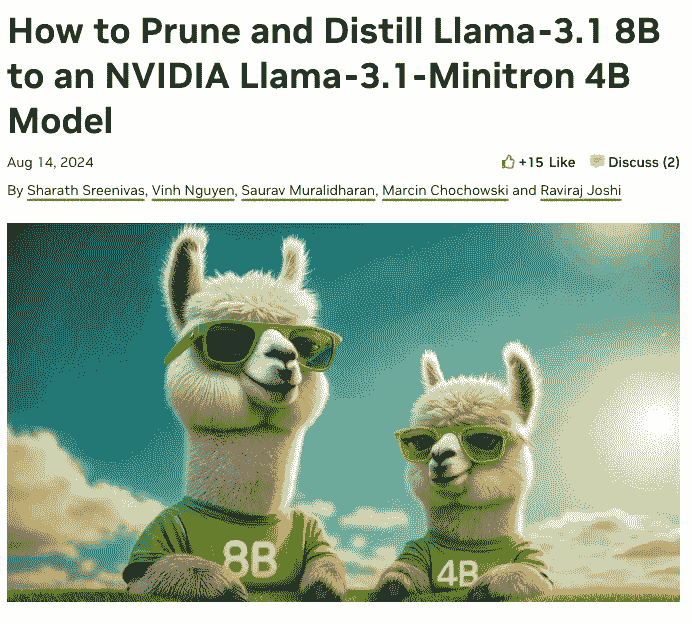 How to Prune and Distill Llama-3.1 8B
to an NVIDIA Llama-3.1-Minitron 4B
Model
Aug 14, 2024
+15 Like Discuss (2)
By Sharath Sreenivas, Vinh Nguyen, Saurav Muralidharan, Marcin Chochowski and Raviraj Joshi
8B
4B